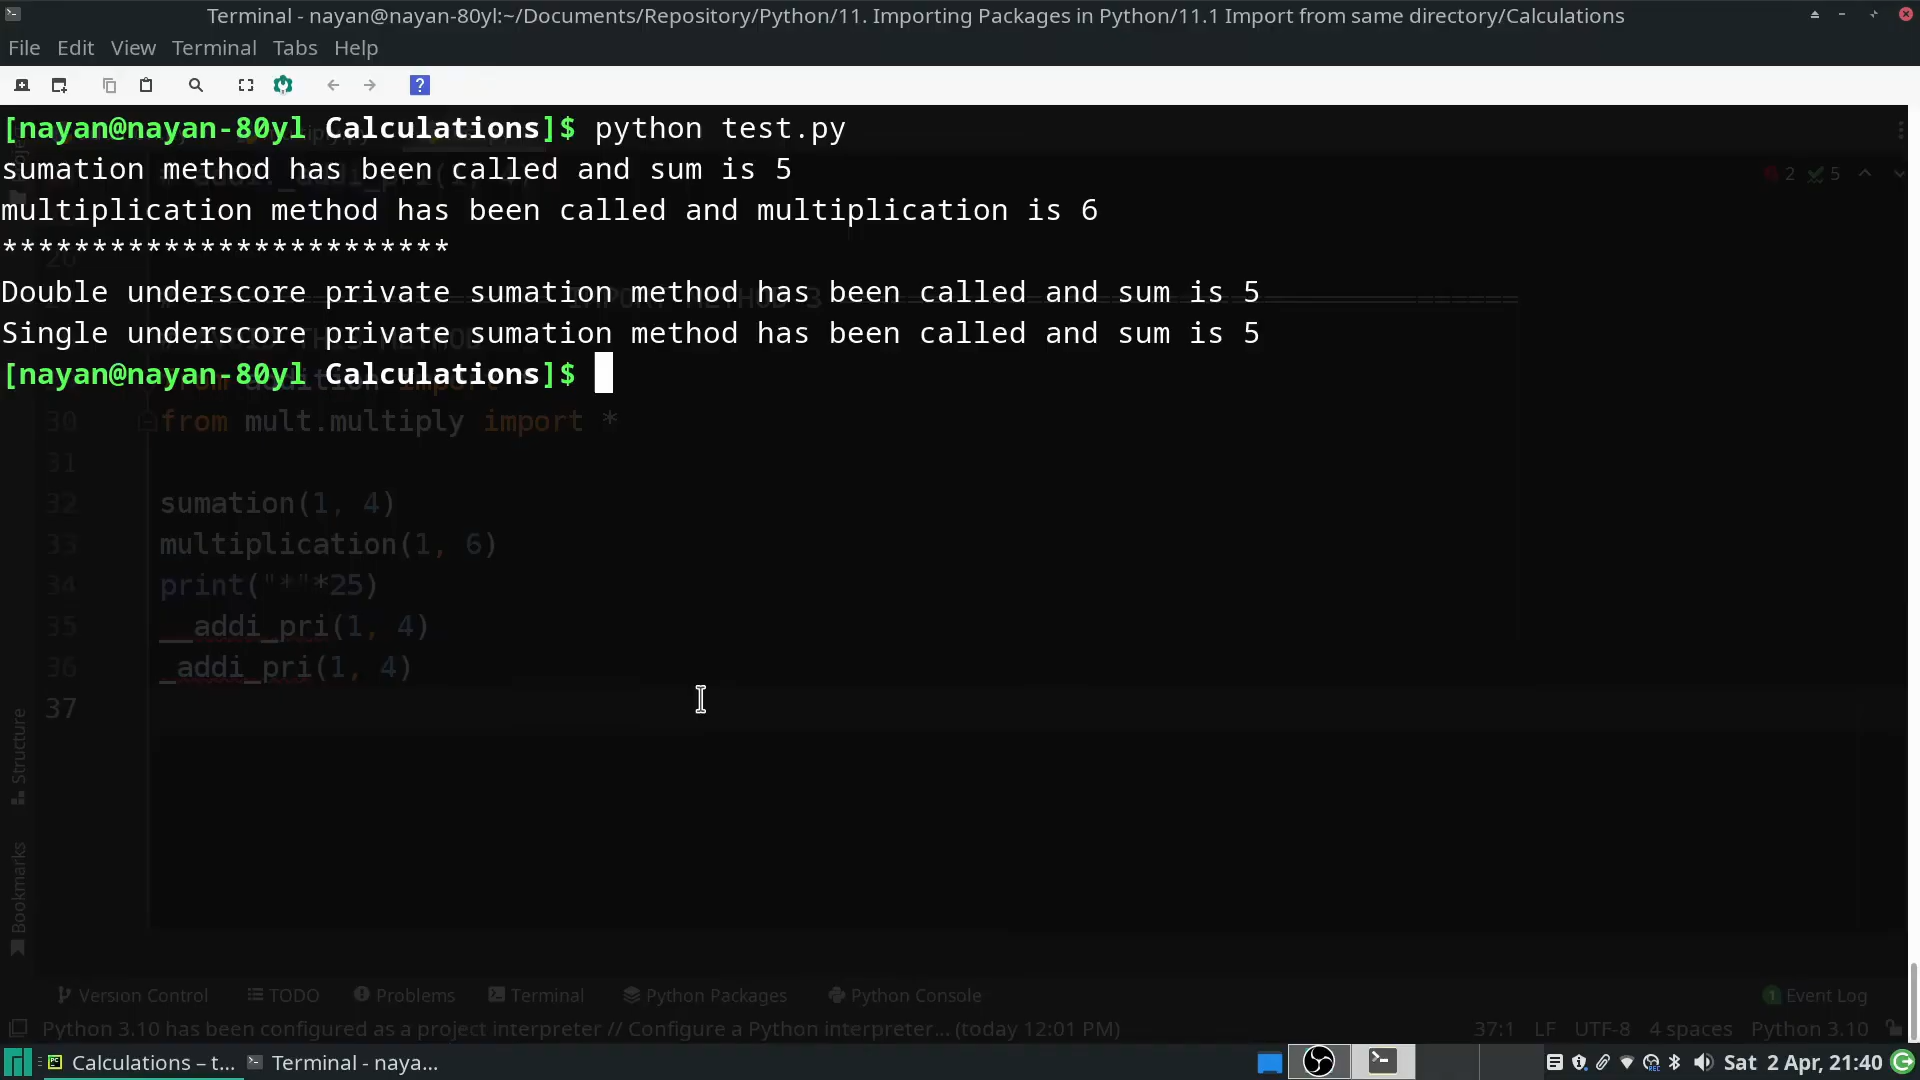 Terminal - nayan@nayan-80yl:~/Documents/Repository/Python/11. Importing Packages in Python/11.1 Import from same directory/Calculations
File Edit View Terminal Tabs Help
?
[nayan@nayan-80yl Calculations]$ python test.py
sumation method has been called and sum is 5
multiplication method has been called and multiplication is 6
*************************
Double underscore private sumation method has been called and sum is 5
Single underscore private sumation method has been called and sum is 5
[nayan@nayan-80yl Calculations]$
2 5
30 from mult.multiply import *
31
32 sumation(1, 4)
33 multiplication(1, 6)
34 print("*"*25)
35 __addi_pri(1, 4)
36 _addi_pri(1, 4)
37
Structure
Bookmarks
Version Control TODO Problems Terminal Python Packages Python Console 1 Event Log
Python 3.10 has been configured as a project interpreter // Configure a Python interpreter... (today 12:01 PM) 37:1 LF UTF-8 4 spaces Python 3.10
Calculations – t... Terminal - naya... Sat 2 Apr, 21:40